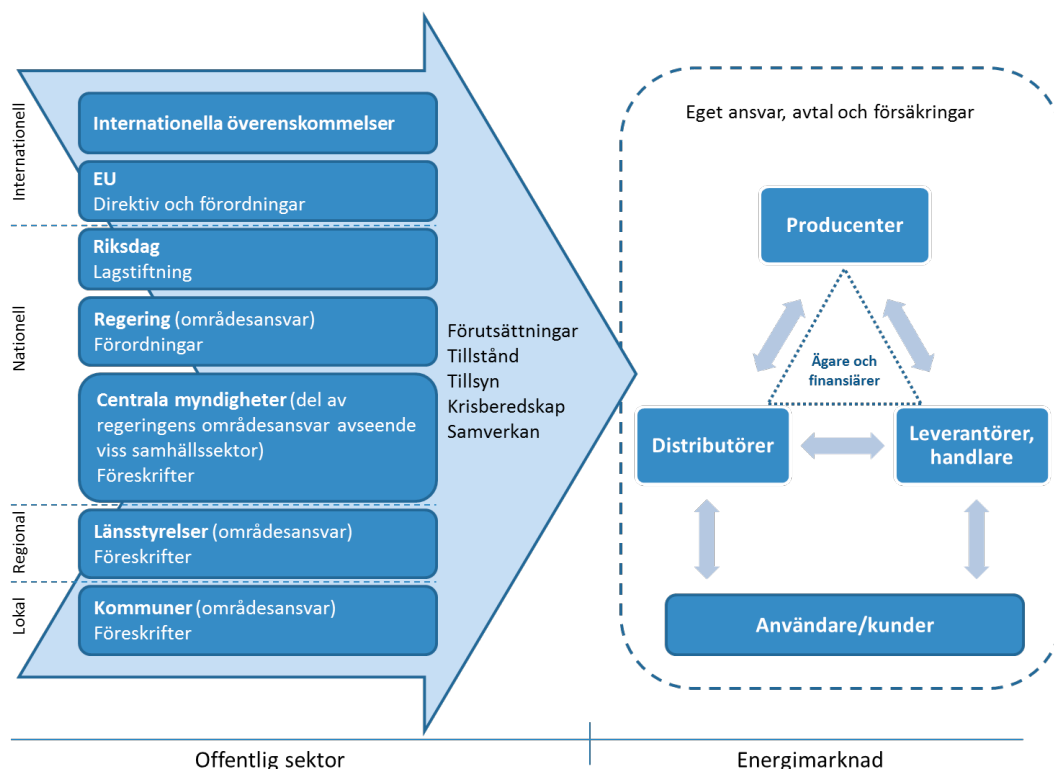 Internationell
Internationella överenskommelser
EU
Direktiv och förordningar
Nationell
Riksdag
Lagstiftning
Regering (områdesansvar)
Förordningar
Centrala myndigheter (del av
regeringens områdesansvar avseende
viss samhällssektor)
Föreskrifter
Regional
Länsstyrelser (områdesansvar)
Föreskrifter
Lokal
Kommuner (områdesansvar)
Föreskrifter
Förutsättningar
Tillstånd
Tillsyn
Krisberedskap
Samverkan
Eget ansvar, avtal och försäkringar
Producenter
Ägare och
finansiärer
Distributörer
Leverantörer,
handlare
Användare/kunder
Offentlig sektor
Energimarknad